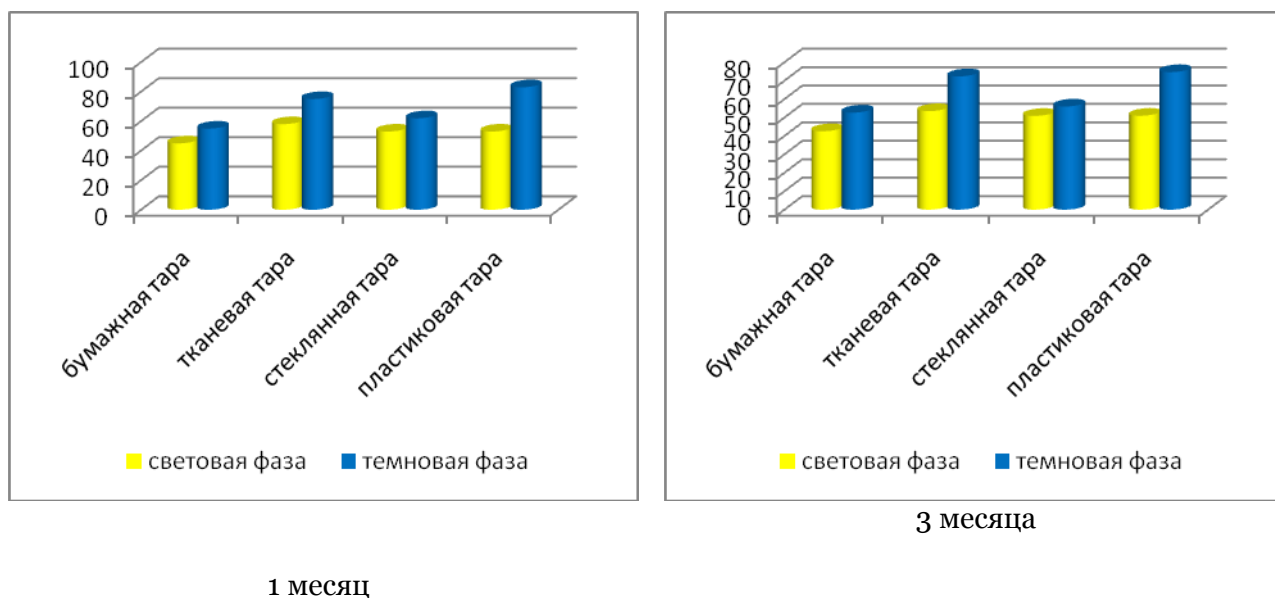 100
80
60
40
20
0
бумажная тара
тканевая тара
стеклянная тара
пластиковая тара
световая фаза темновая фаза
80
70
60
50
40
30
20
10
0
бумажная тара
тканевая тара
стеклянная тара
пластиковая тара
световая фаза темновая фаза
3 месяца
1 месяц